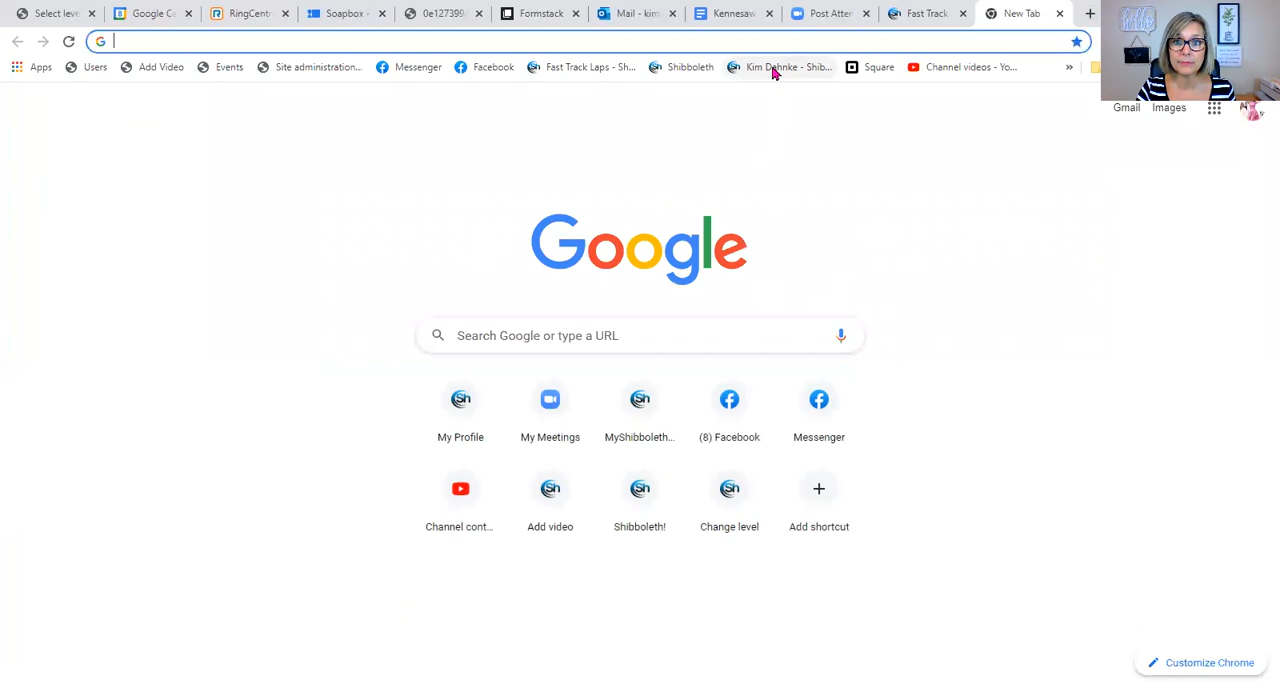 Select leve Google Ca RingCentr Soapbox 0e127399 Formstack Mail - kim. Kennesaw Post Atter Fast Track New Tab
Apps Users Add Video Events Site administration... Messenger Facebook Fast Track Laps - Sh... Shibboleth Kim Dahnke - Shib... Square Channel videos - Yo... »
hello
Gmail Images
Google
Search Google or type a URL
My Profile My Meetings MyShibboleth... (8) Facebook Messenger
Channel cont... Add video Shibboleth! Change level Add shortcut
Customize Chrome